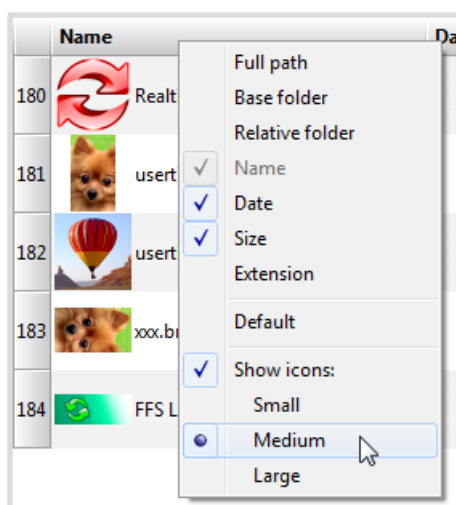 Name
Da
Full path
180 Realt
Base folder
Relative folder
181 usert
Name
Date
182 usert
Size
Extension
Default
183 xxx.br
Show icons:
Small
184 FFS L
Medium
Large